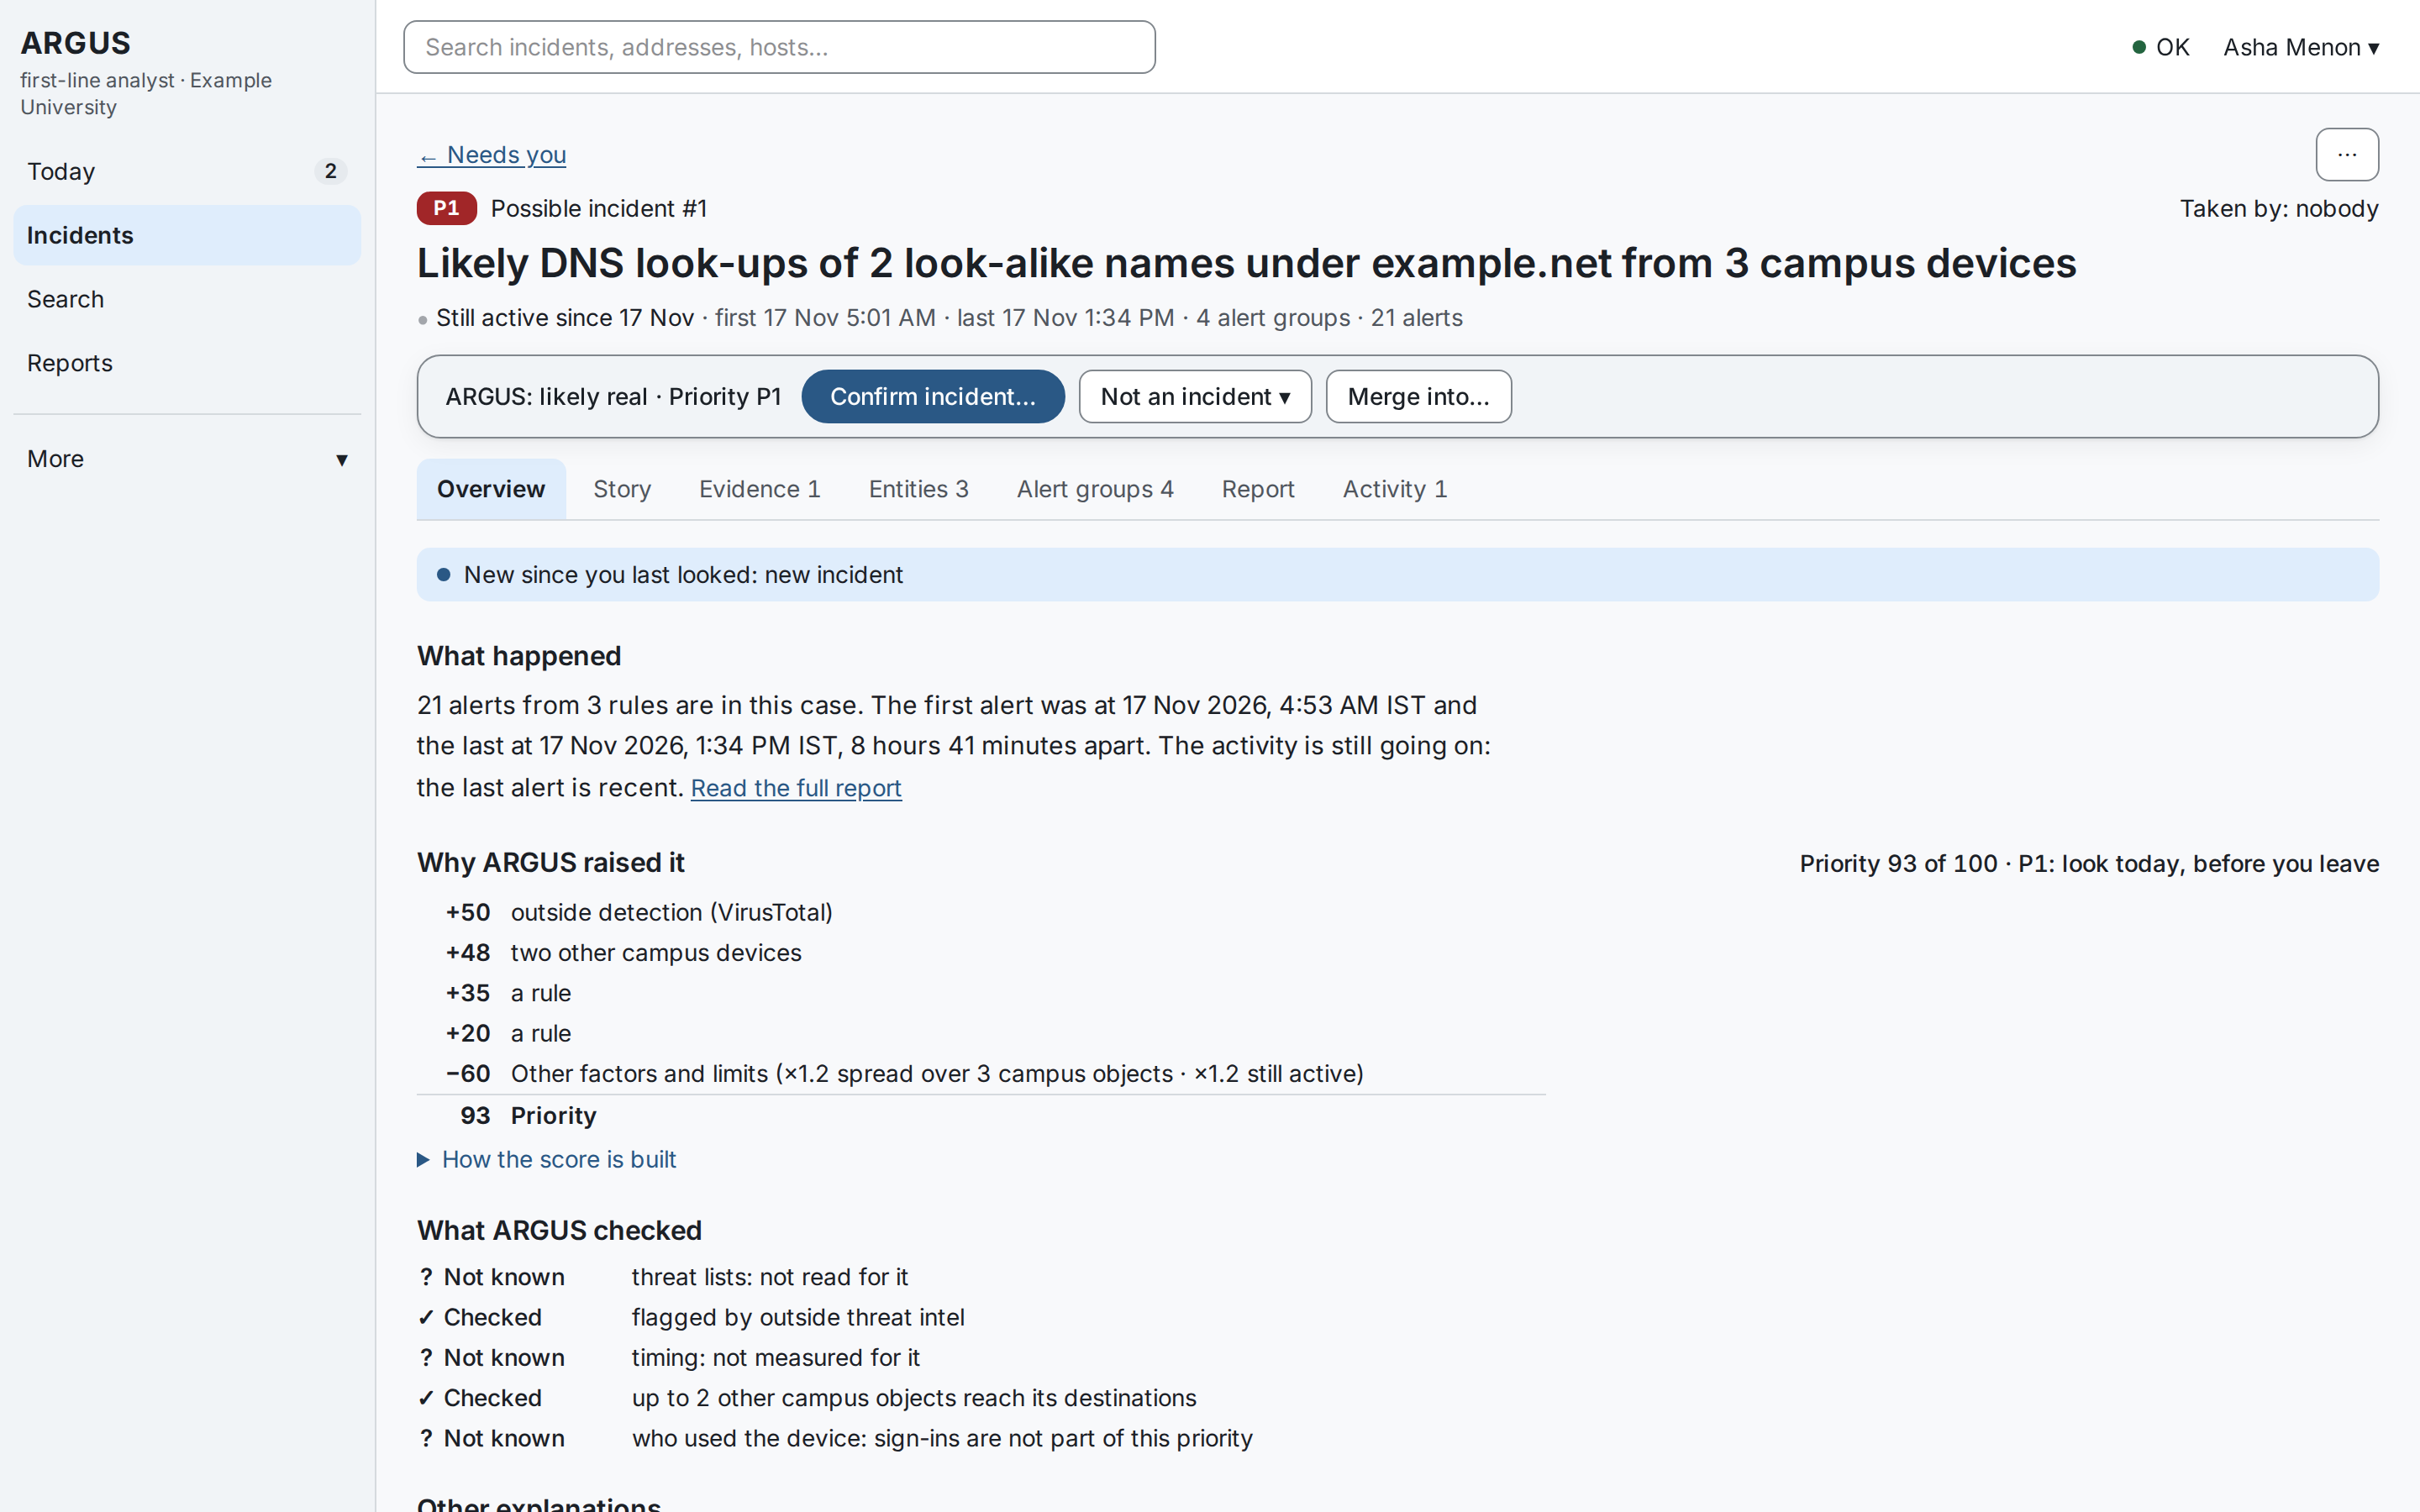 ARGUS
first-line analyst · Example
University
Today 2
Incidents
Search
Reports
More ▾
Search incidents, addresses, hosts…
OK Asha Menon ▾
← Needs you
…
P1 Possible incident #1
Taken by: nobody
Likely DNS look-ups of 2 look-alike names under example.net from 3 campus devices
Still active since 17 Nov · first 17 Nov 5:01 AM · last 17 Nov 1:34 PM · 4 alert groups · 21 alerts
ARGUS: likely real · Priority P1 Confirm incident… Not an incident ▾ Merge into…
Overview Story Evidence 1 Entities 3 Alert groups 4 Report Activity 1
New since you last looked: new incident
What happened
21 alerts from 3 rules are in this case. The first alert was at 17 Nov 2026, 4:53 AM IST and
the last at 17 Nov 2026, 1:34 PM IST, 8 hours 41 minutes apart. The activity is still going on:
the last alert is recent. Read the full report
Why ARGUS raised it
Priority 93 of 100 · P1: look today, before you leave
+50 outside detection (VirusTotal)
+48 two other campus devices
+35 a rule
+20 a rule
−60 Other factors and limits (×1.2 spread over 3 campus objects · ×1.2 still active)
93 Priority
▶ How the score is built
What ARGUS checked
? Not known threat lists: not read for it
✓ Checked flagged by outside threat intel
? Not known timing: not measured for it
✓ Checked up to 2 other campus objects reach its destinations
? Not known who used the device: sign-ins are not part of this priority
Other explanations